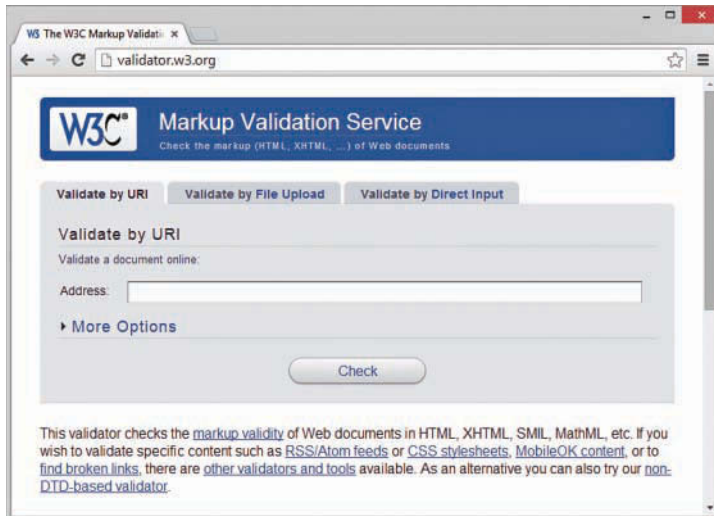 W3 The W3C Markup Validati
validator.w3.org
W3C® Markup Validation Service
Check the markup (HTML, XHTML, ...) of Web documents
Validate by URI Validate by File Upload Validate by Direct Input
Validate by URI
Validate a document online:
Address:
More Options
Check
This validator checks the markup validity of Web documents in HTML, XHTML, SMIL, MathML, etc. If you
wish to validate specific content such as RSS/Atom feeds or CSS stylesheets, MobileOK content, or to
find broken links, there are other validators and tools available. As an alternative you can also try our non-
DTD-based validator.